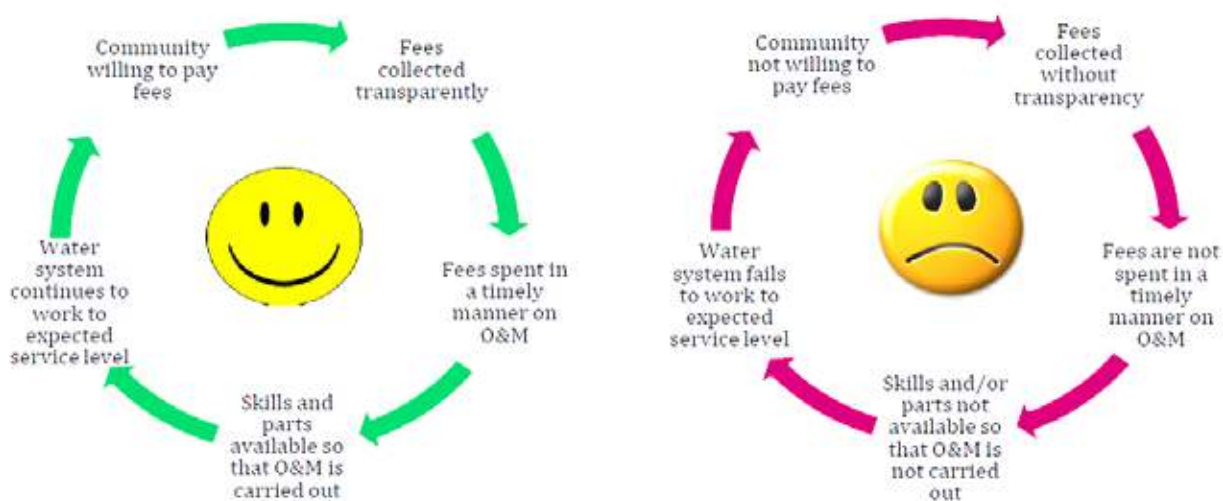 Community
willing to pay
fees
Fees
collected
transparently
Fees spent in
a timely
manner on
O&M
Skills and
parts
available so
that O&M is
carried out
Water
system
continues to
work to
expected
service level
Community
not willing to
pay fees
Fees
collected
without
transparency
Fees are not
spent in a
timely
manner on
O&M
Skills and/or
parts not
available so
that O&M is
not carried
out
Water
system fails
to work to
expected
service level